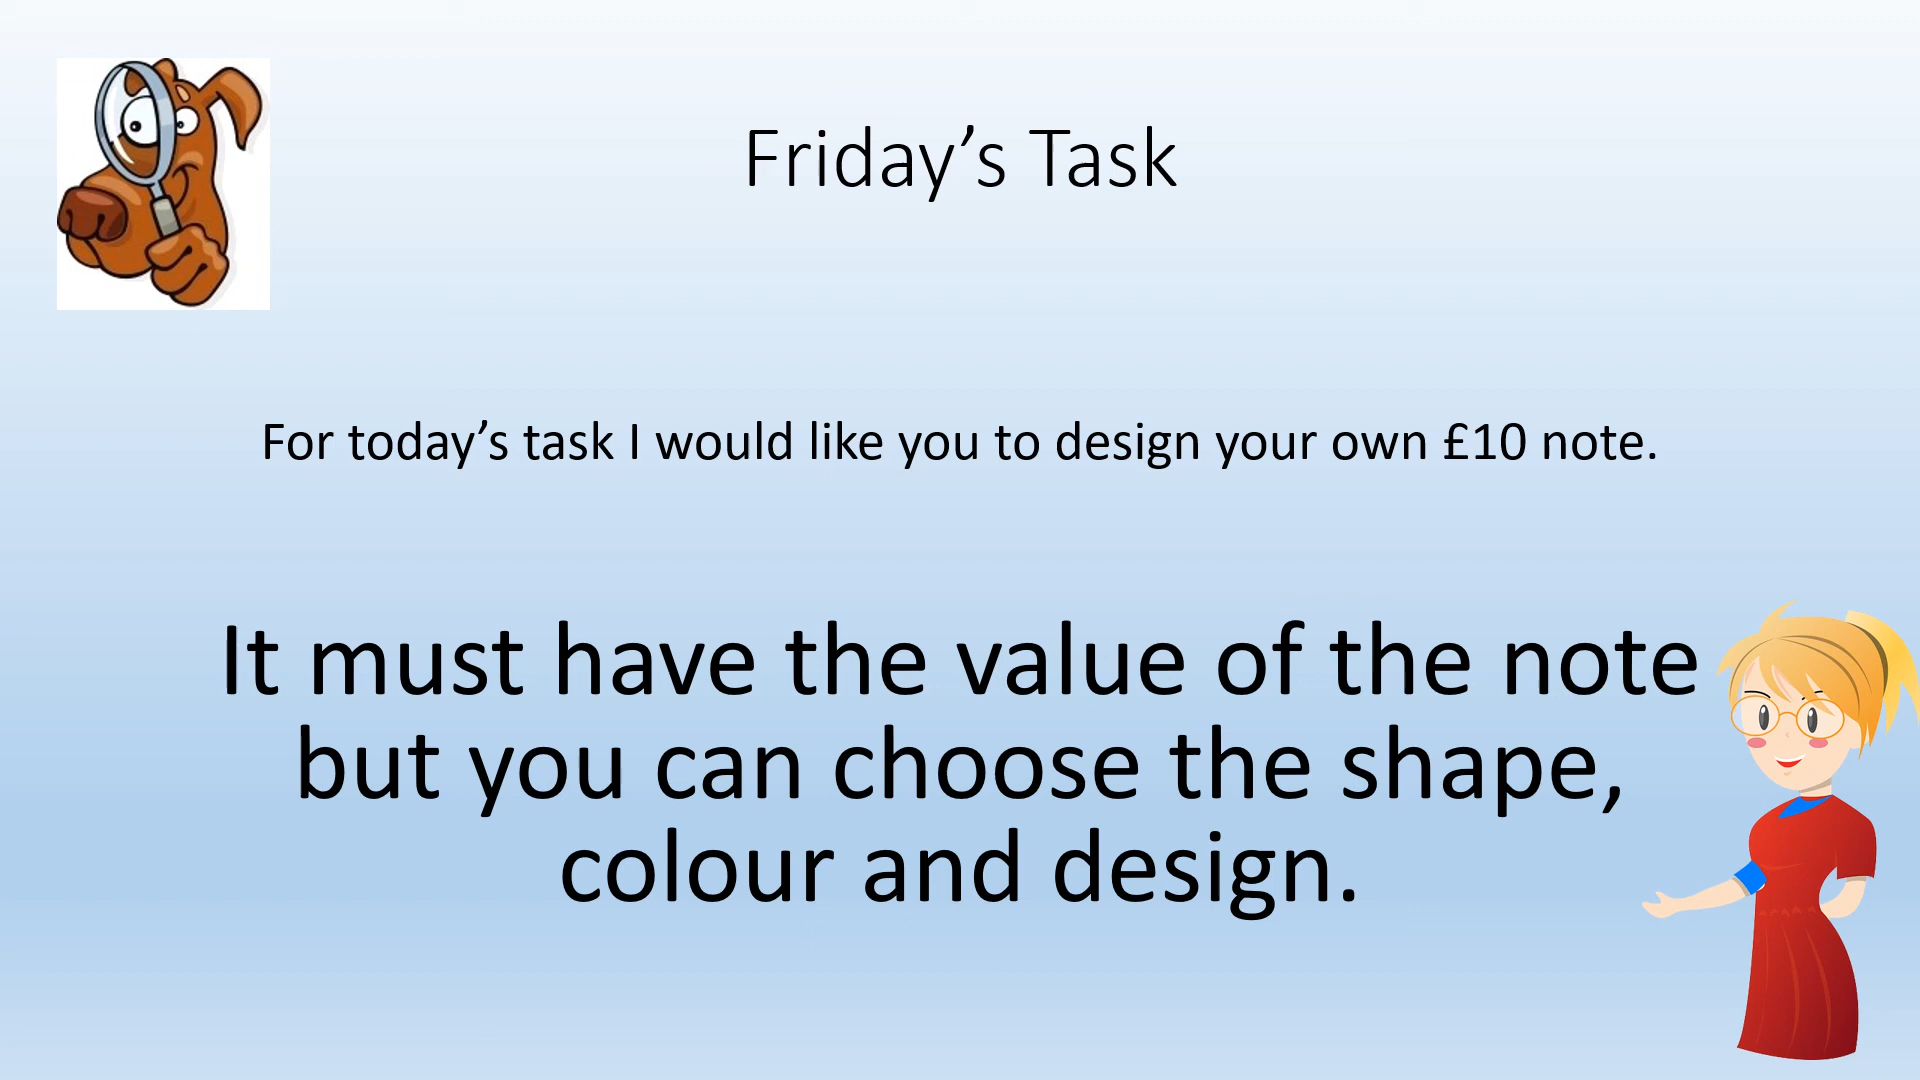 Friday’s Task
For today’s task I would like you to design your own £10 note.
It must have the value of the note
but you can choose the shape,
colour and design.